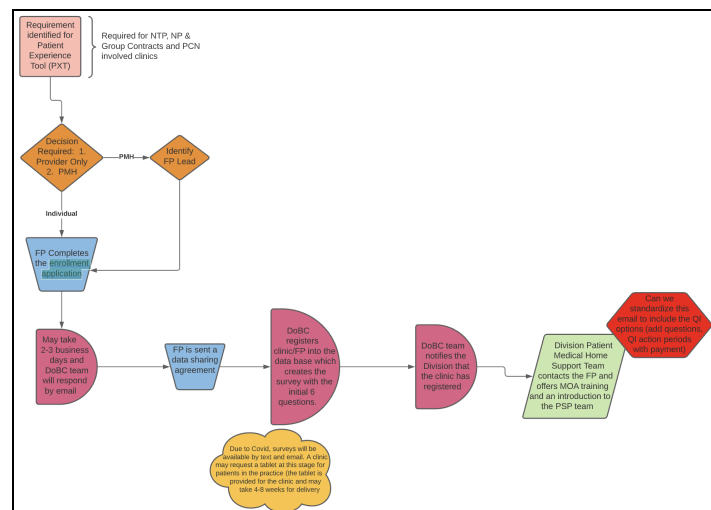 Requirement
identified for
Patient
Experience
Tool (PXT)
Required for NTP, NP &
Group Contracts and PCN
involved clinics
Decision
Required: 1.
Provider Only
2. PMH
PMH
Identify
FP Lead
Individual
FP Completes
the enrollment
application
May take
2-3 business
days and
DoBC team
will respond
by email
FP is sent a
data sharing
agreement
DoBC
registers
clinic/FP into the
data base which
creates the
survey with the
initial 6
questions.
Due to Covid, surveys will be
available by text and email. A clinic
may request a tablet at this stage for
patients in the practice (the tablet is
provided for the clinic and may
take 4-8 weeks for delivery
DoBC team
notifies the
Division that
the clinic has
registered
Division Patient
Medical Home
Support Team
contacts the FP and
offers MOA training
and an introduction to
the PSP team
Can we
standardize this
email to include the QI
options (add questions,
QI action periods
with payment)